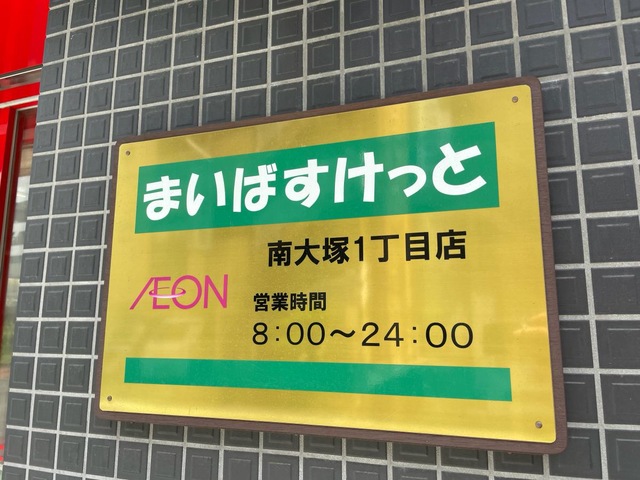 まいばすけっと
南大塚1丁目店
AEON
営業時間
8:00～24:00